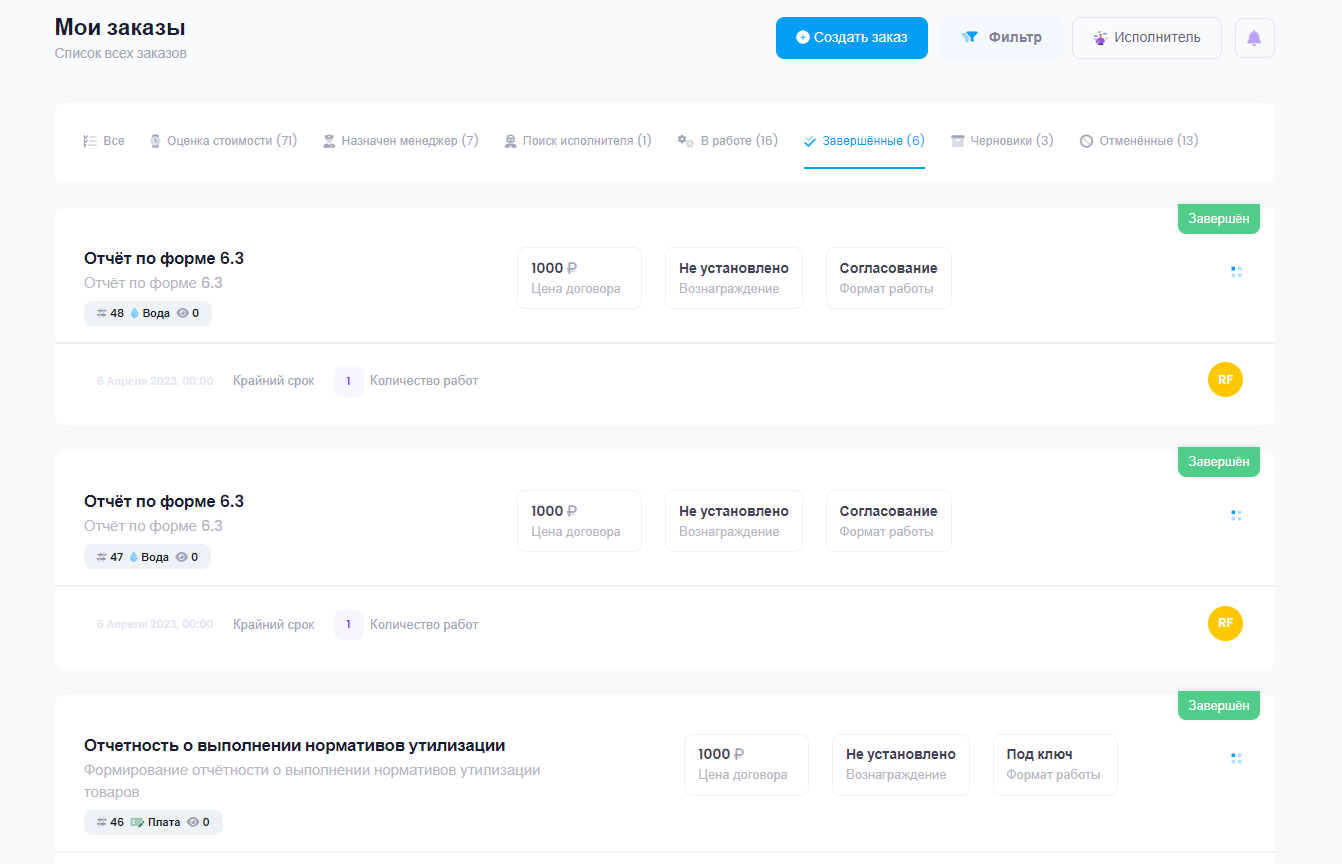 Мои заказы
Список всех заказов
Создать заказ
Фильтр
Исполнитель
Все
Оценка стоимости (71)
Назначен менеджер (7)
Поиск исполнителя (1)
В работе (16)
Завершённые (6)
Черновики (3)
Отменённые (13)
Завершён
Отчёт по форме 6.3
Отчёт по форме 6.3
48 Вода 0
1000 ₽
Цена договора
Не установлено
Вознаграждение
Согласование
Формат работы
6 Апреля 2023, 00:00
Крайний срок
1
Количество работ
RF
Завершён
Отчёт по форме 6.3
Отчёт по форме 6.3
47 Вода 0
1000 ₽
Цена договора
Не установлено
Вознаграждение
Согласование
Формат работы
6 Апреля 2023, 00:00
Крайний срок
1
Количество работ
RF
Завершён
Отчетность о выполнении нормативов утилизации
Формирование отчётности о выполнении нормативов утилизации
товаров
46 Плата 0
1000 ₽
Цена договора
Не установлено
Вознаграждение
Под ключ
Формат работы